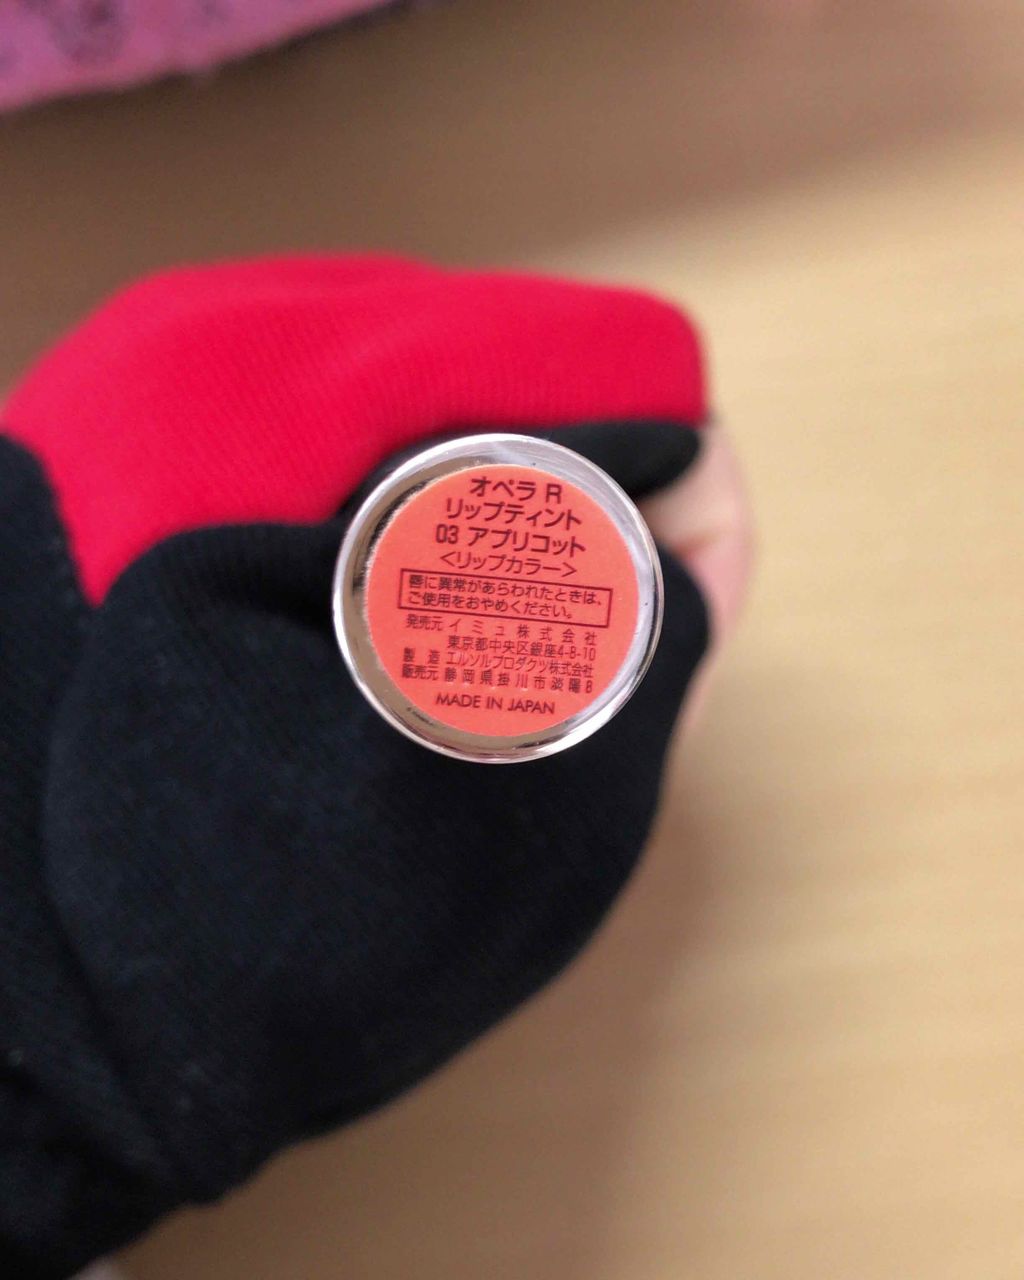 オペラ R
リップティント
03 アプリコット
<リップカラー>
唇に異常があらわれたときは、
ご使用をおやめください。
発売元 イミュ株式会社
東京都中央区銀座4-8-10
製造 エルソルプロダクツ株式会社
販売元 静岡県掛川市淡陽8
MADE IN JAPAN